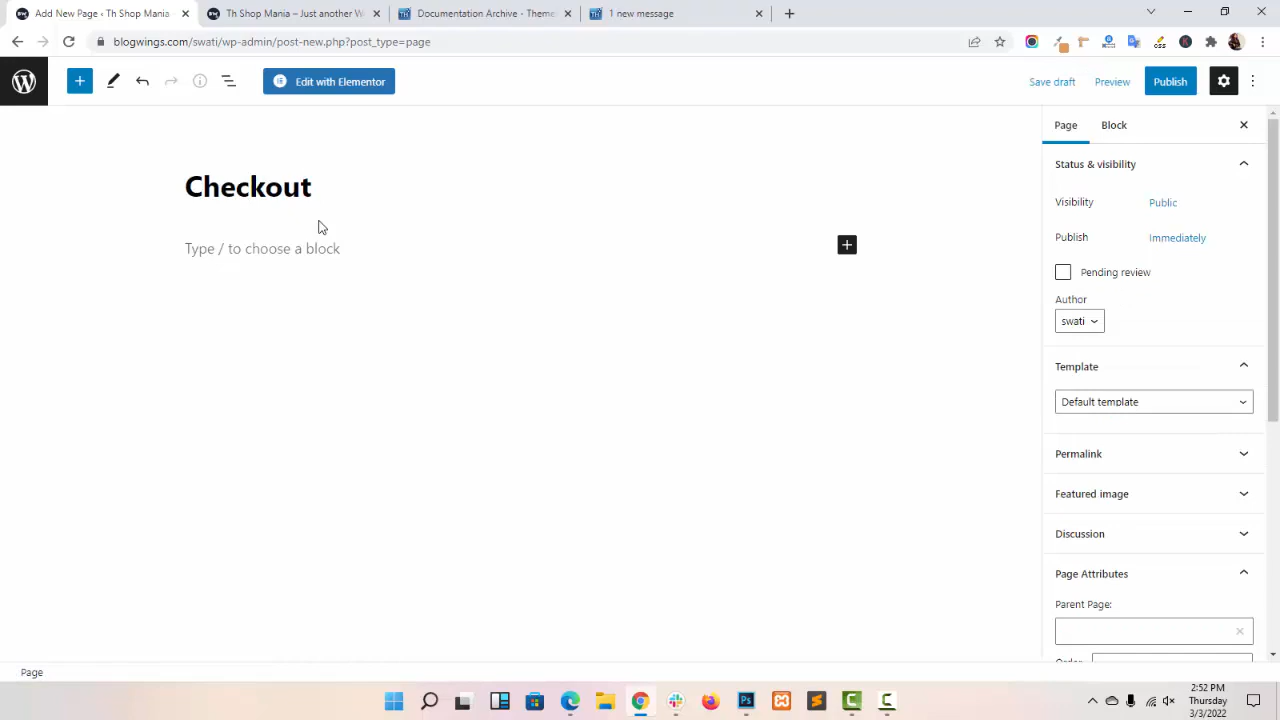 Add New Page ‹ Th Shop Mania
Th Shop Mania – Just another W
Documentation Archive - Theme
1 new message
blogwings.com/swati/wp-admin/post-new.php?post_type=page
Edit with Elementor
Save draft
Preview
Publish
Page
Block
Status & visibility
Checkout
Visibility
Public
Publish
Immediately
Type / to choose a block
Pending review
Author
swati
Template
Default template
Permalink
Featured image
Discussion
Page Attributes
Parent Page:
Order
Page
2:52 PM
Thursday
3/3/2022